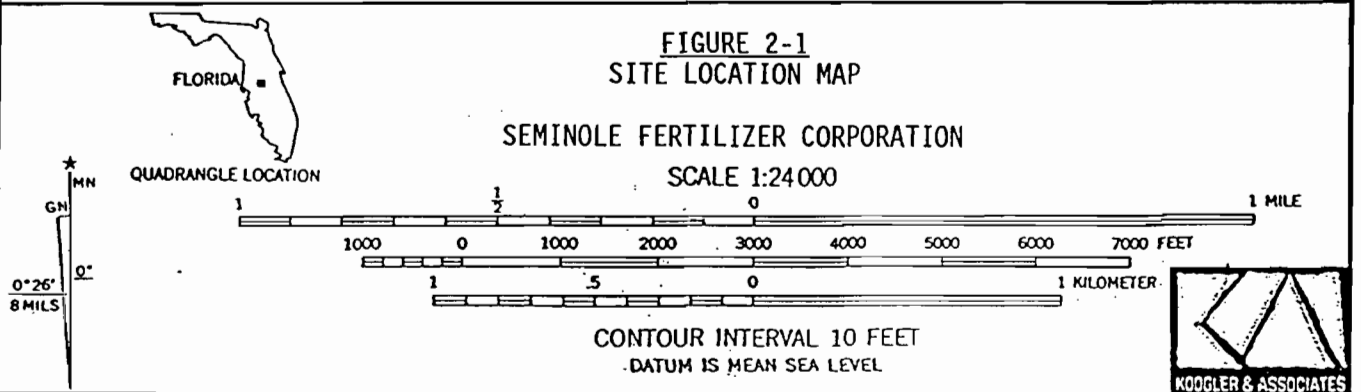 FIGURE 2-1
SITE LOCATION MAP
FLORIDA
SEMINOLE FERTILIZER CORPORATION
QUADRANGLE LOCATION
SCALE 1:24 000
★
MN
GN
1 1/2 0 1 MILE
1000 0 1000 2000 3000 4000 5000 6000 7000 FEET
0°
0°26'
8 MILS
1 .5 0 1 KILOMETER
CONTOUR INTERVAL 10 FEET
DATUM IS MEAN SEA LEVEL
KOOGLER & ASSOCIATES